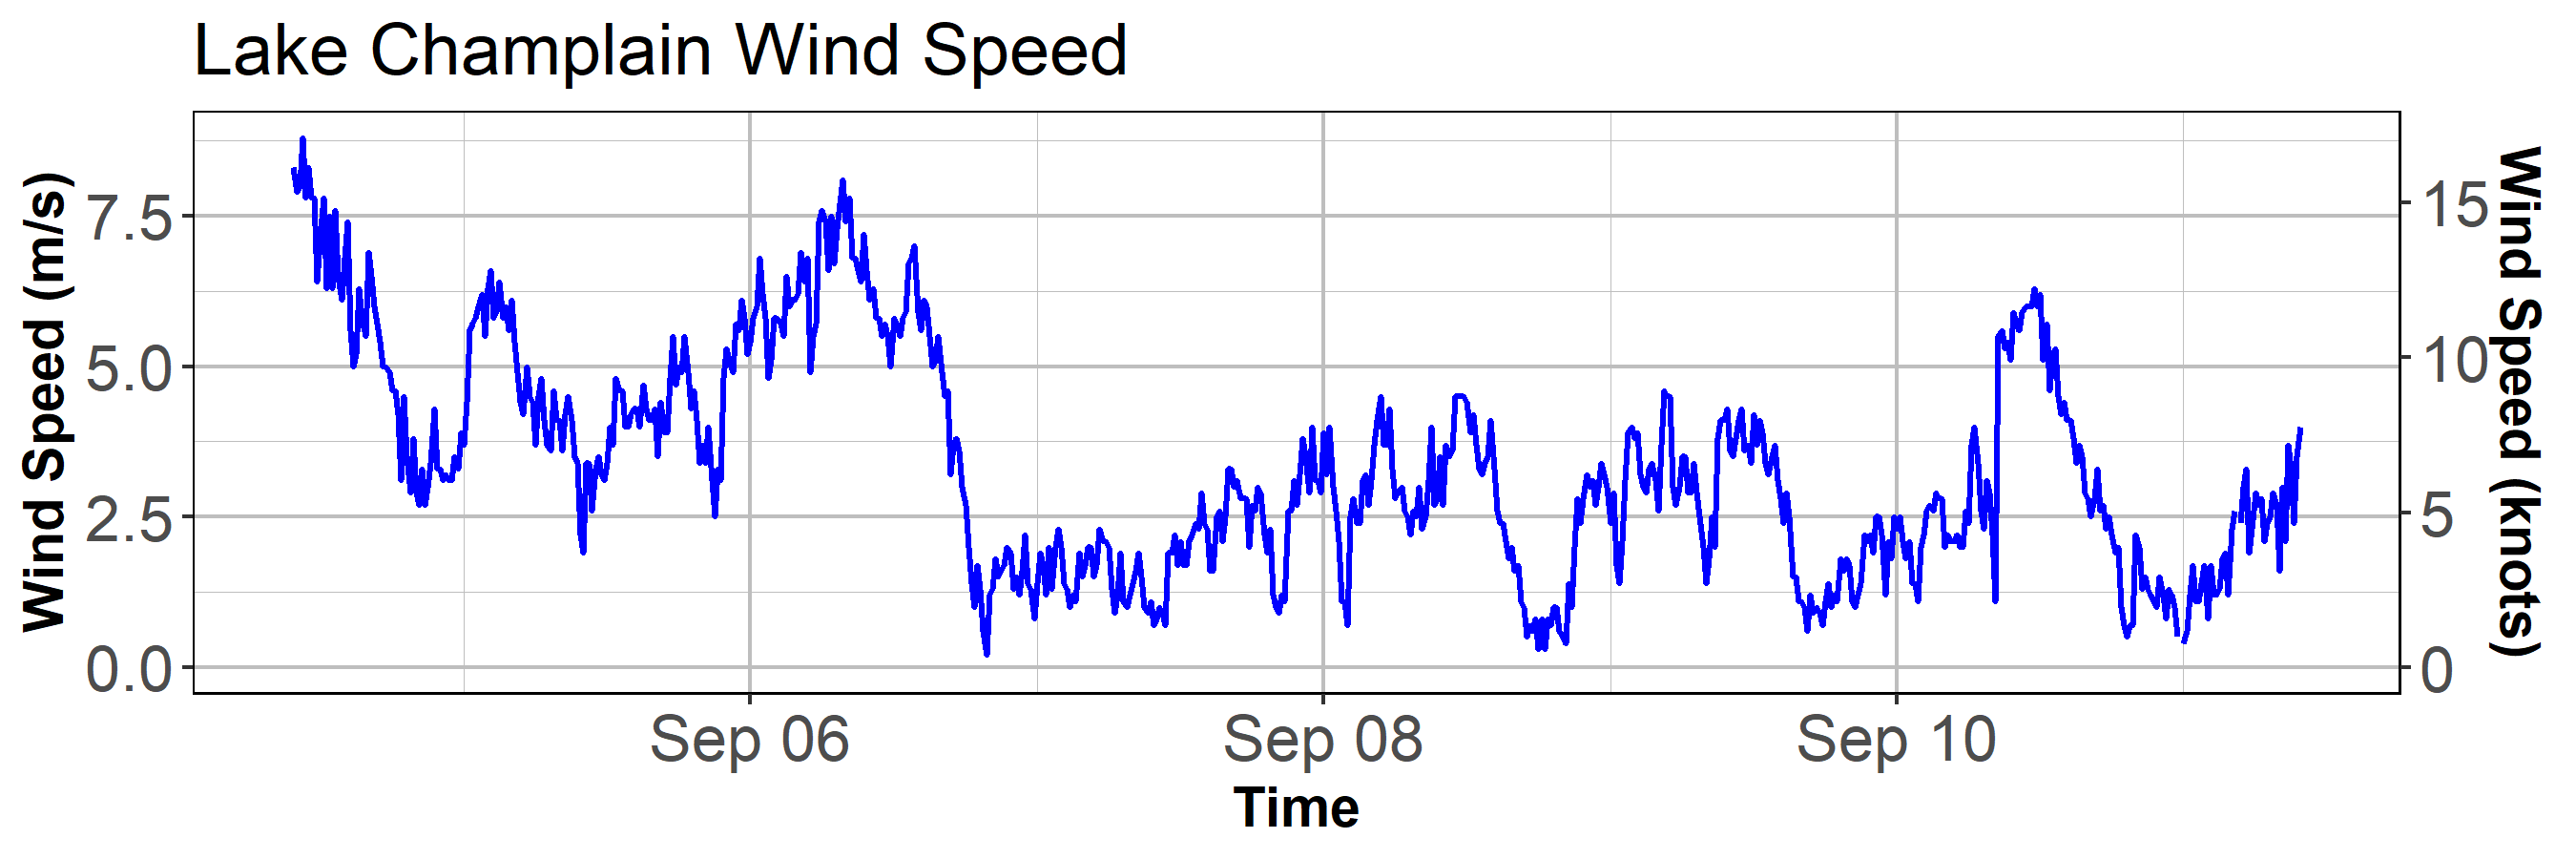 Lake Champlain Wind Speed
Wind Speed (m/s)
7.5
5.0
2.5
0.0
15
10
5
0
Wind Speed (knots)
Sep 06
Sep 08
Sep 10
Time